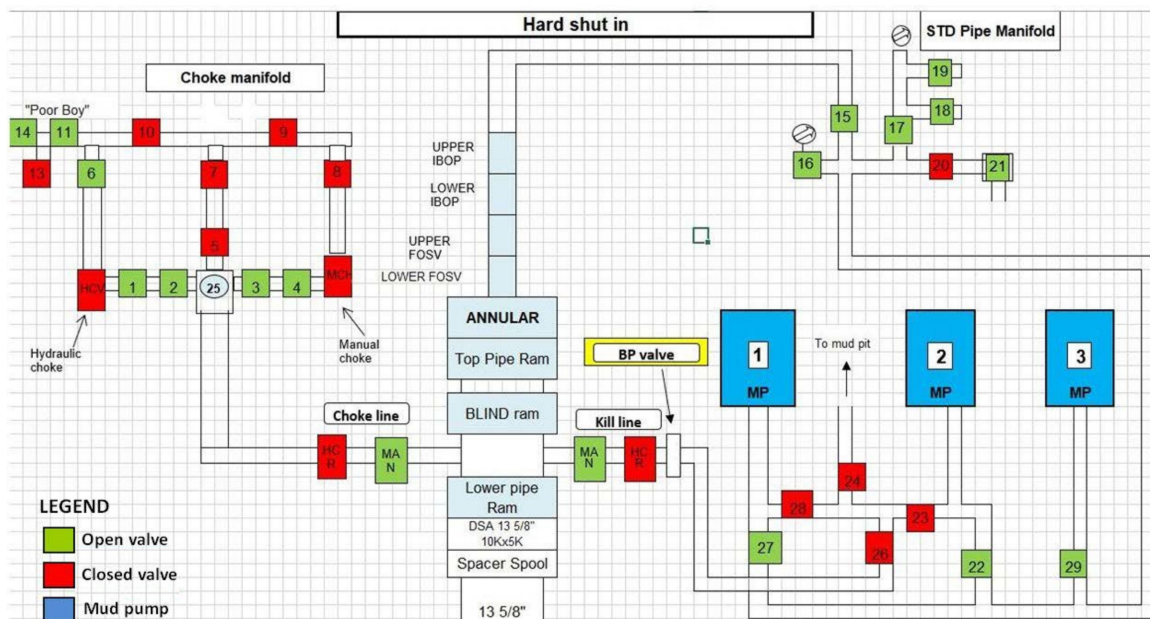 Hard shut in
STD Pipe Manifold
Choke manifold
"Poor Boy"
14
11
10
9
13
6
7
8
5
HCV
1
2
25
3
4
MCH
Hydraulic
choke
Manual
choke
UPPER
IBOP
LOWER
IBOP
UPPER
FOSV
LOWER FOSV
ANNULAR
Top Pipe Ram
BLIND ram
Lower pipe
Ram
DSA 13 5/8"
10Kx5K
Spacer Spool
13 5/8"
Choke line
HC
R
MA
N
Kill line
MA
N
HC
R
BP valve
15
16
17
18
19
20
21
1
MP
To mud pit
2
MP
3
MP
24
28
23
27
26
22
29
LEGEND
Open valve
Closed valve
Mud pump